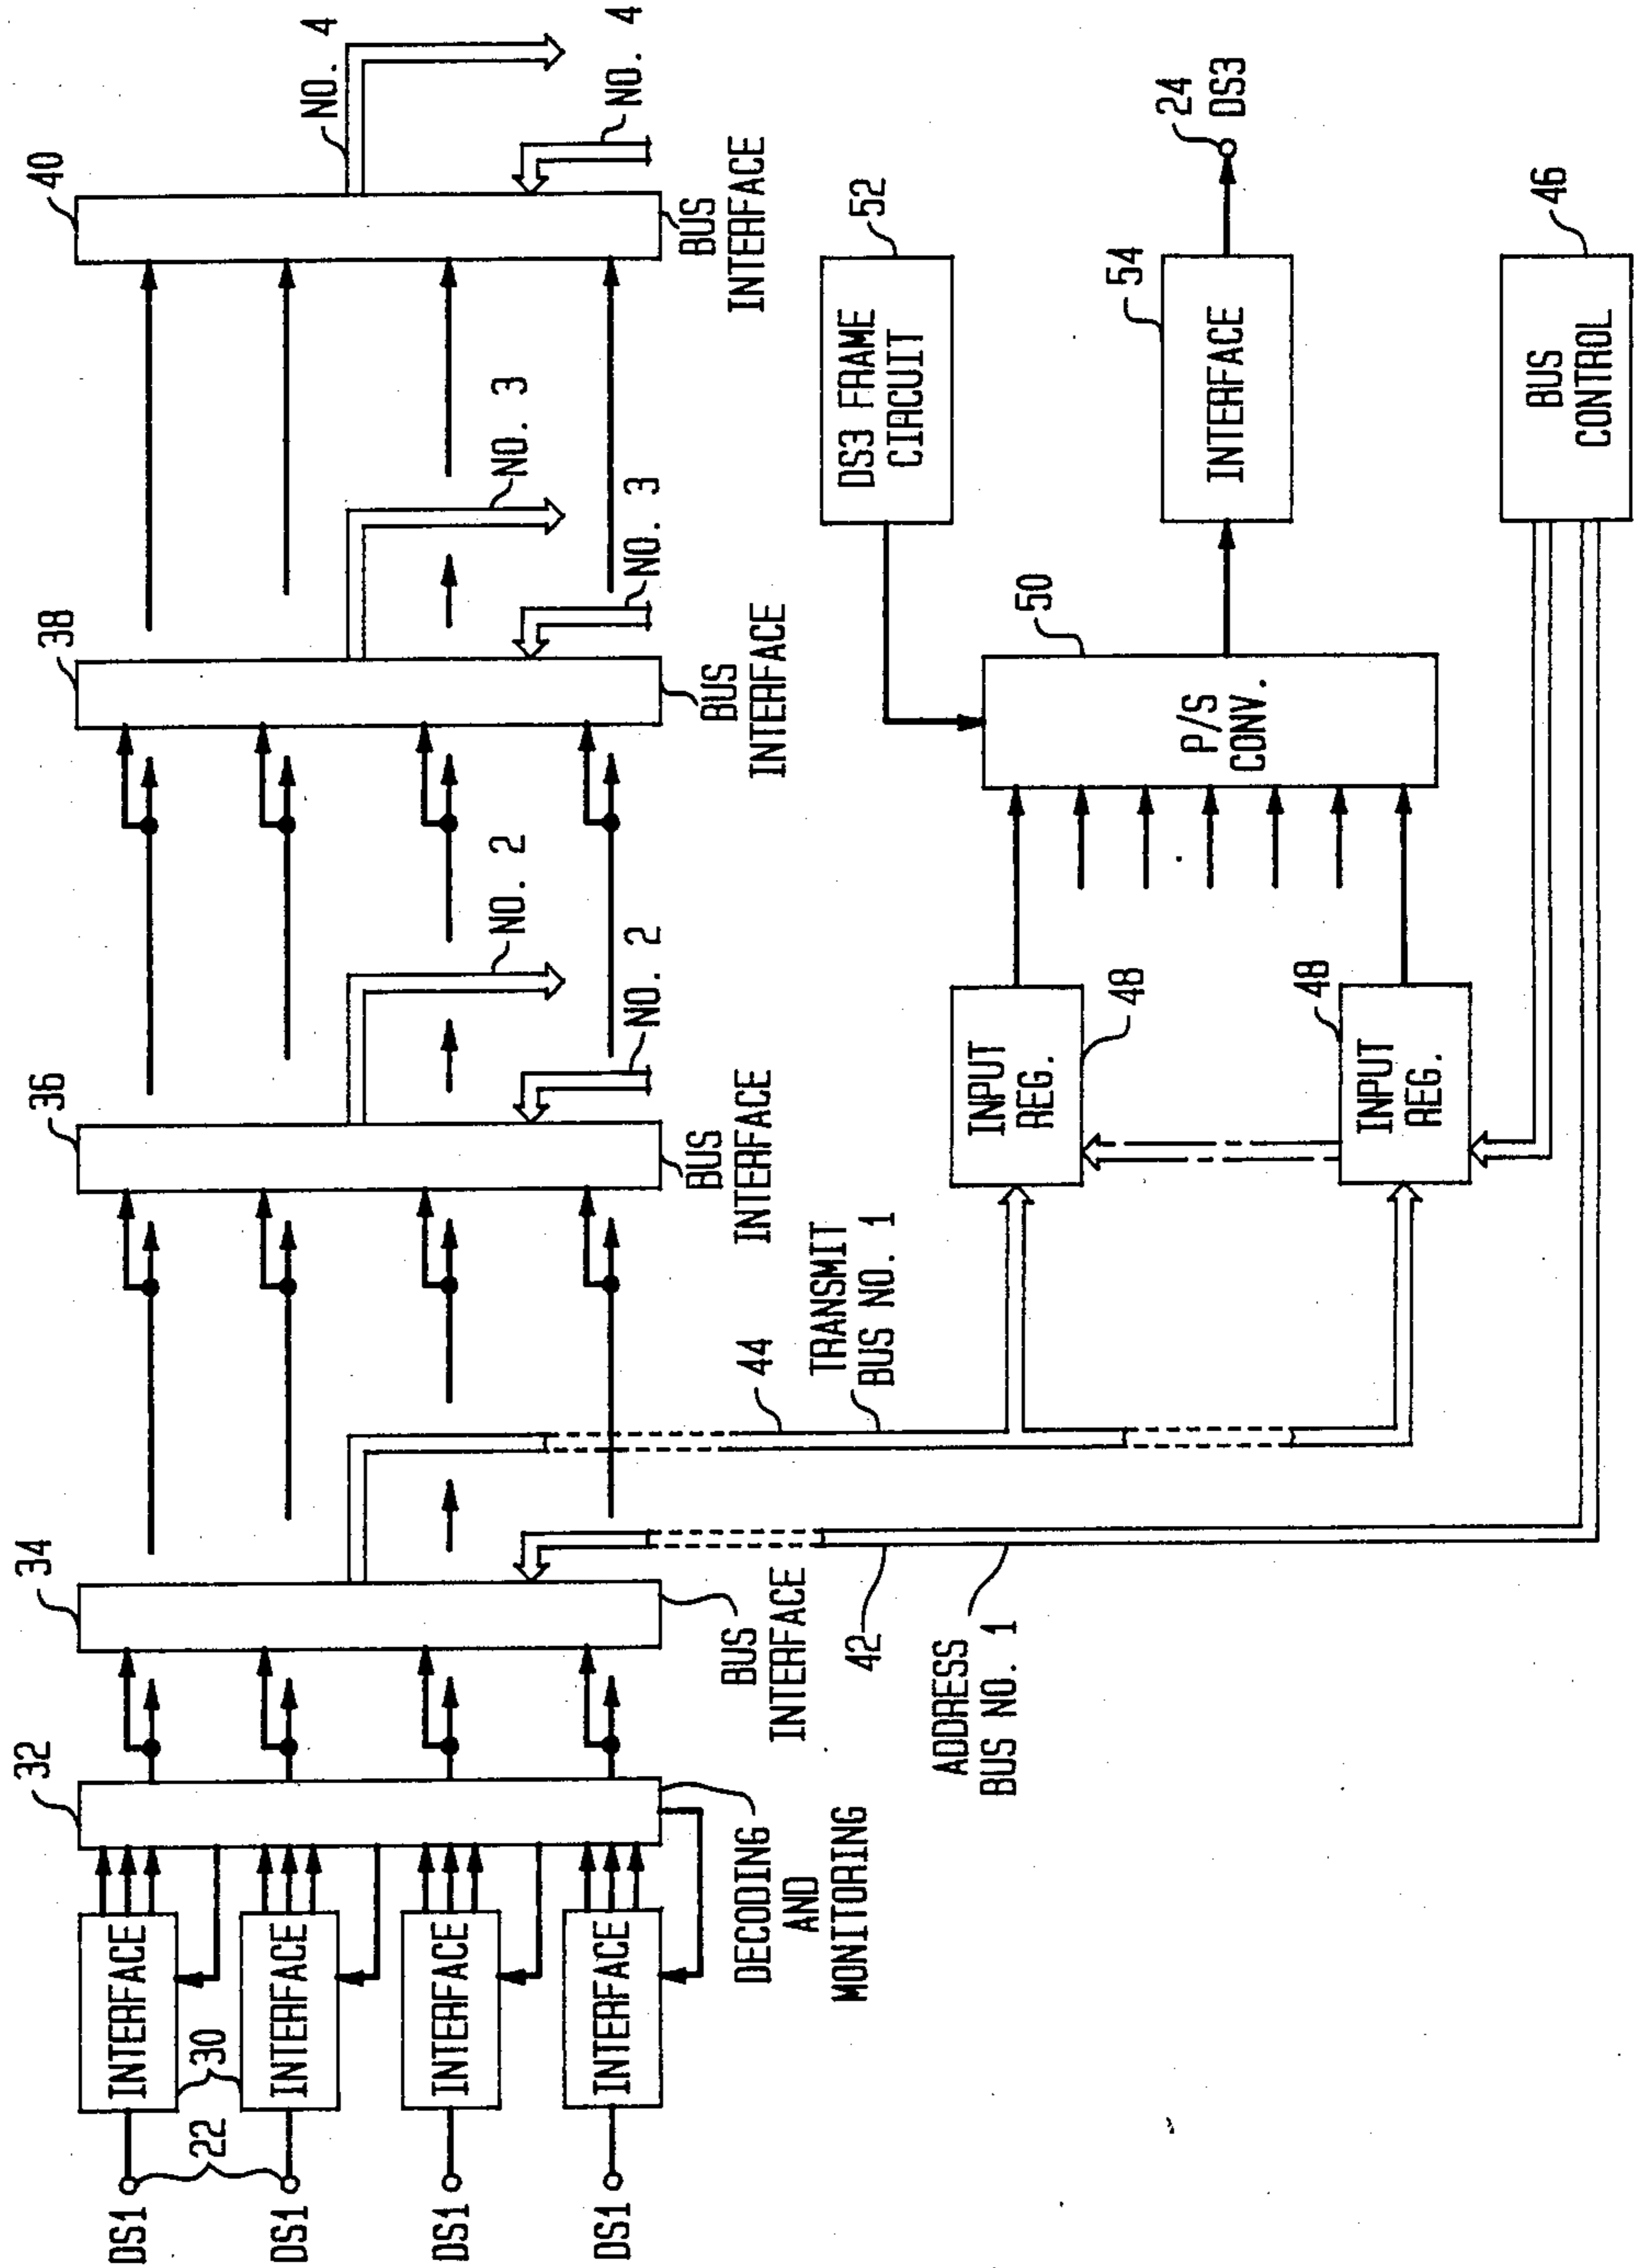 DS1
DS1
DS1
DS1
22
30
INTERFACE
INTERFACE
INTERFACE
INTERFACE
32
DECODING
AND
MONITORING
34
BUS
INTERFACE
36
BUS
INTERFACE
NO. 2
NO. 2
38
BUS
INTERFACE
NO. 3
NO. 3
40
BUS
INTERFACE
NO. 4
NO. 4
42
ADDRESS
BUS NO. 1
44
TRANSMIT
BUS NO. 1
INPUT
REG.
48
INPUT
REG.
48
P/S
CONV.
50
DS3 FRAME
CIRCUIT
52
INTERFACE
54
24
DS3
BUS
CONTROL
46